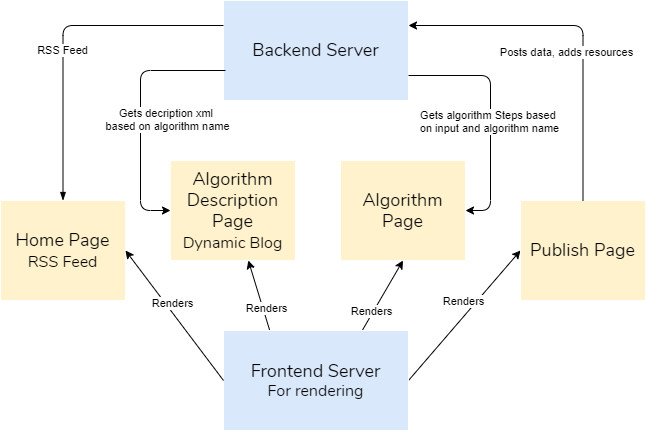 Backend Server
RSS Feed
Posts data, adds resources
Gets decription xml
based on algorithm name
Gets algorithm Steps based
on input and algorithm name
Algorithm
Description
Page
Dynamic Blog
Algorithm
Page
Home Page
RSS Feed
Publish Page
Renders
Renders
Renders
Renders
Frontend Server
For rendering